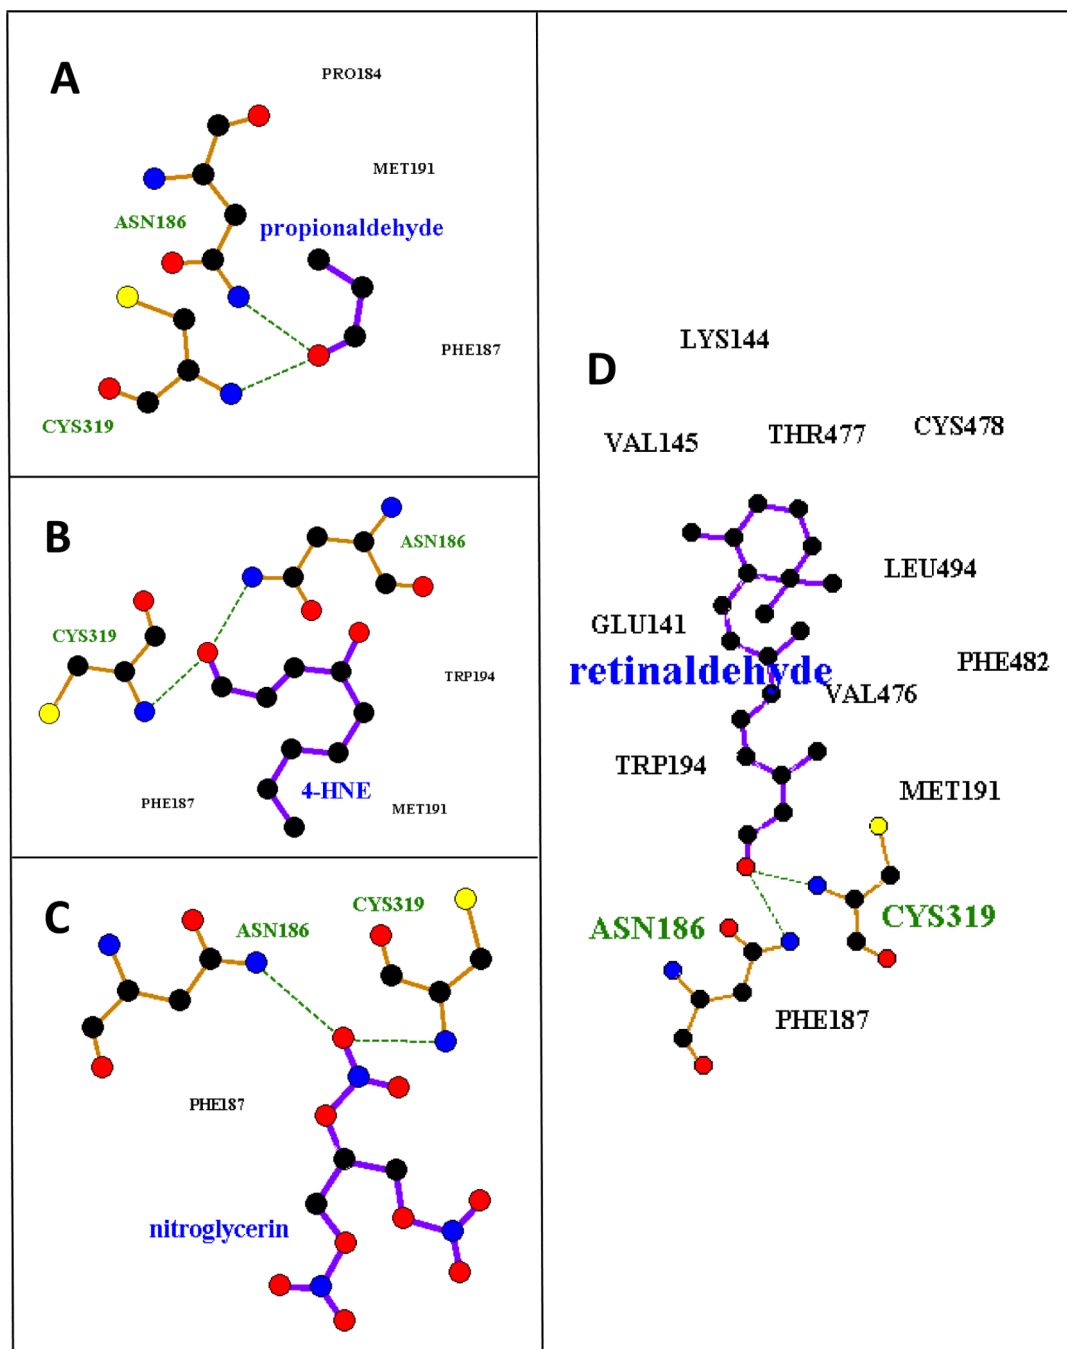 A
PRO184
MET191
ASN186
propionaldehyde
PHE187
CYS319
B
ASN186
CYS319
TRP194
4-HNE
PHE187
MET191
C
CYS319
ASN186
PHE187
nitroglycerin
D
LYS144
VAL145
THR477
CYS478
LEU494
GLU141
PHE482
retinaldehyde
VAL476
TRP194
MET191
ASN186
CYS319
PHE187